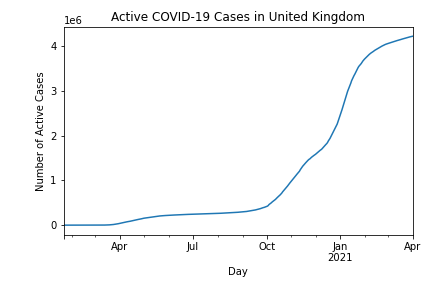 Active COVID-19 Cases in United Kingdom
1e6
4
3
2
1
0
Number of Active Cases
Apr Jul Oct Jan Apr
2021
Day